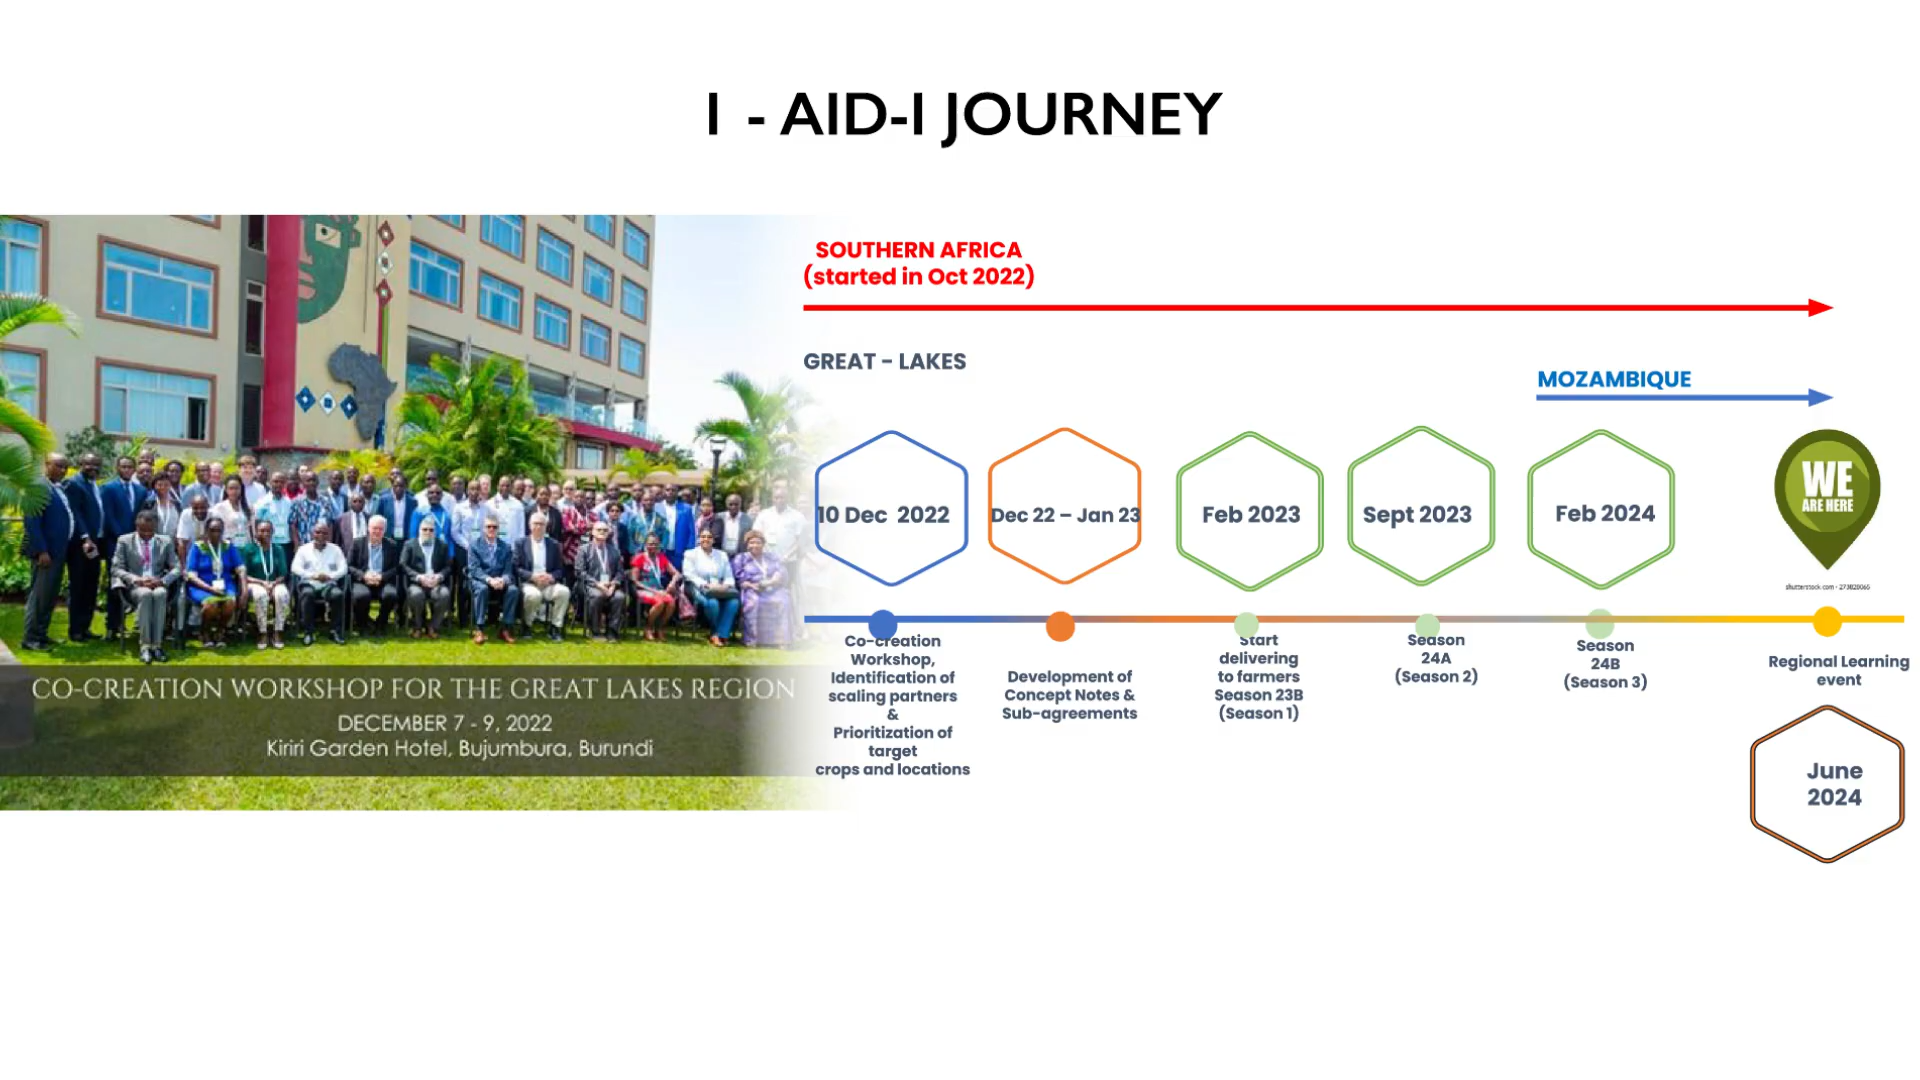 I - AID-I JOURNEY
SOUTHERN AFRICA
(started in Oct 2022)
GREAT - LAKES
MOZAMBIQUE
10 Dec 2022
Dec 22 – Jan 23
Feb 2023
Sept 2023
Feb 2024
WE
ARE HERE
shutterstock.com · 273820065
Co-creation
Workshop,
Identification of
scaling partners
&
Prioritization of
target
crops and locations
Development of
Concept Notes &
Sub-agreements
Start
delivering
to farmers
Season 23B
(Season 1)
Season
24A
(Season 2)
Season
24B
(Season 3)
Regional Learning
event
June
2024
CO-CREATION WORKSHOP FOR THE GREAT LAKES REGION
DECEMBER 7 - 9, 2022
Kiriri Garden Hotel, Bujumbura, Burundi